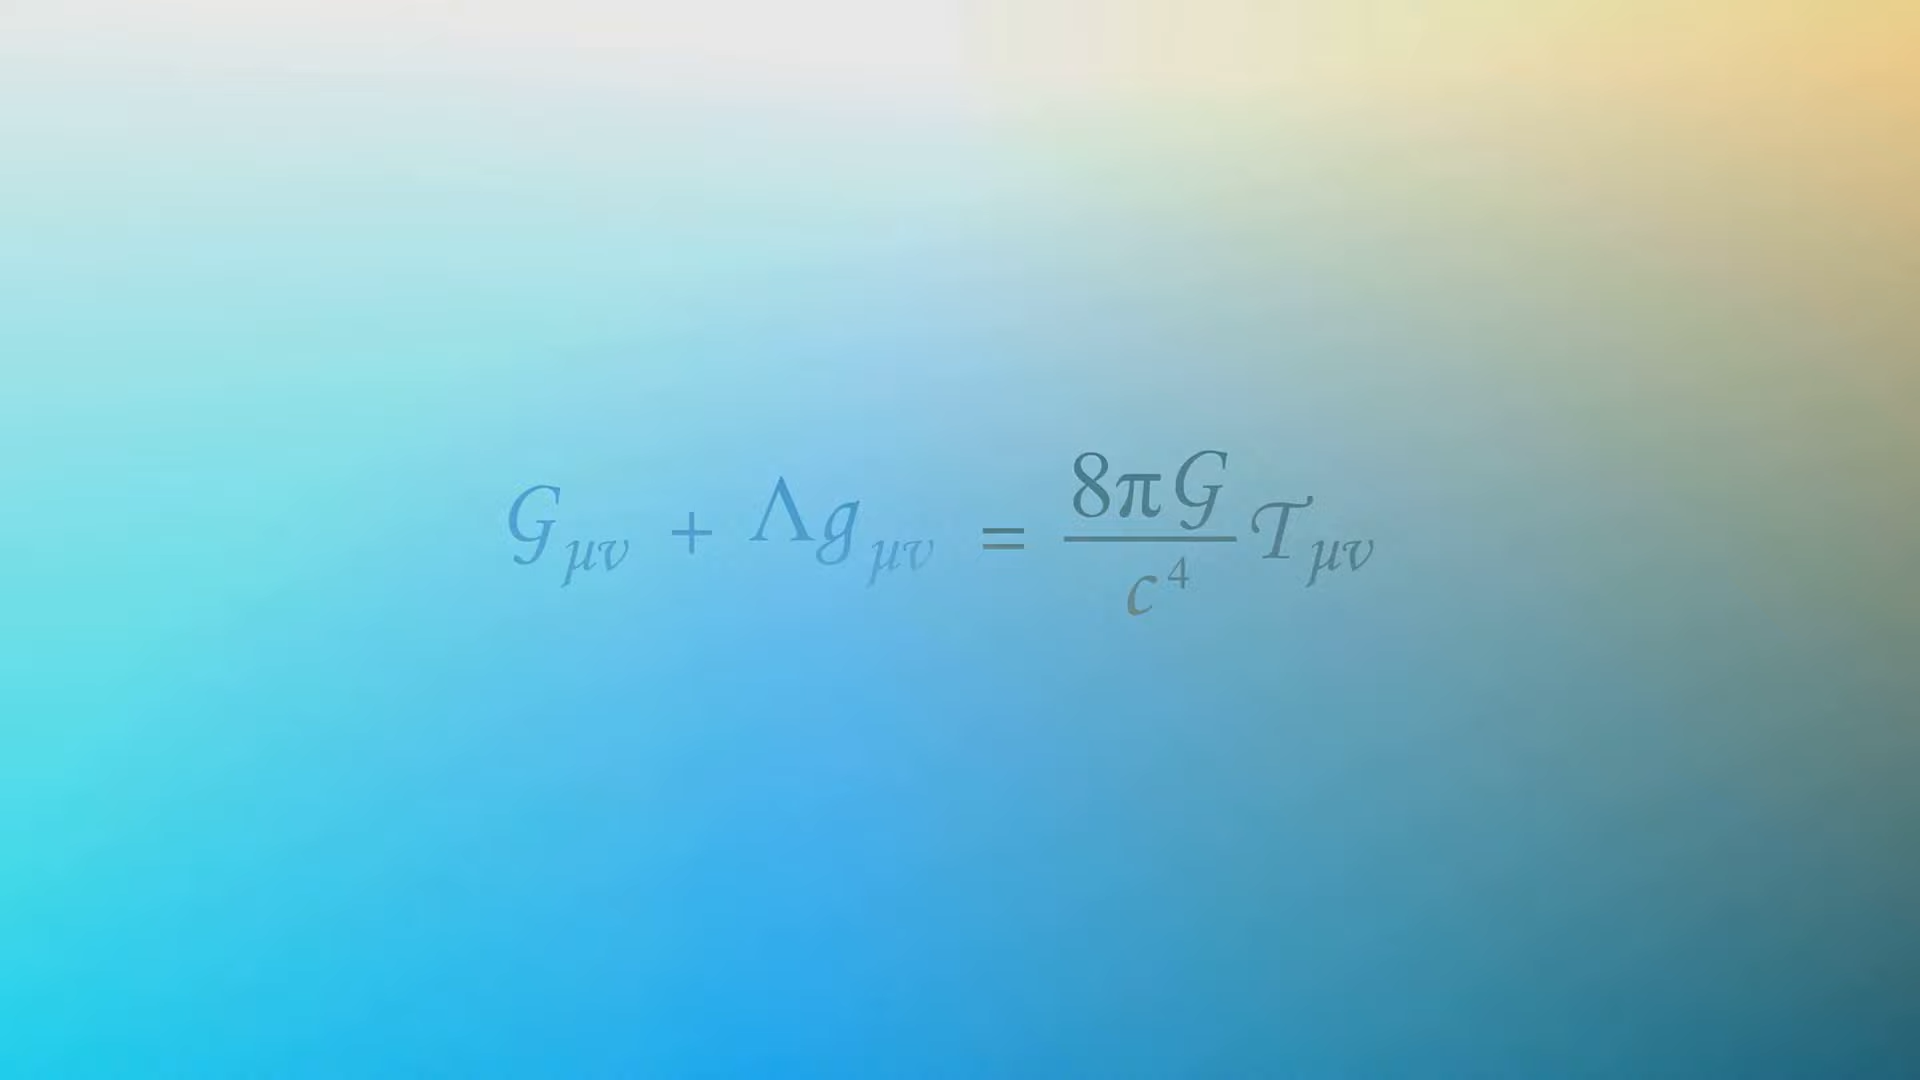 G_μν + Λg_μν = 8πG/c⁴ T_μν